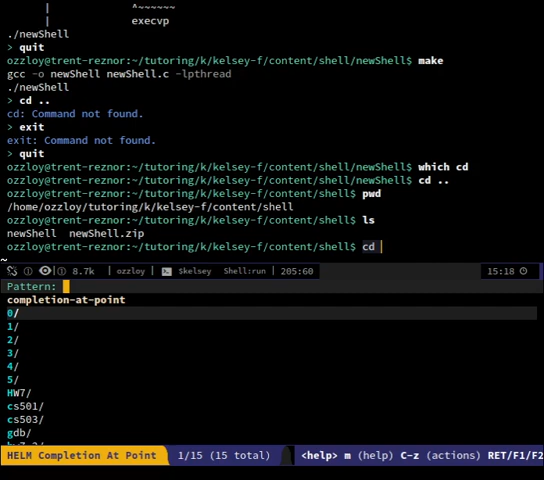 |          ^~~~~~~
|          execvp
./newShell
> quit
ozzloy@trent-reznor:~/tutoring/k/kelsey-f/content/shell/newShell$ make
gcc -o newShell newShell.c -lpthread
./newShell
> cd ..
cd: Command not found.
> exit
exit: Command not found.
> quit
ozzloy@trent-reznor:~/tutoring/k/kelsey-f/content/shell/newShell$ which cd
ozzloy@trent-reznor:~/tutoring/k/kelsey-f/content/shell/newShell$ cd ..
ozzloy@trent-reznor:~/tutoring/k/kelsey-f/content/shell$ pwd
/home/ozzloy/tutoring/k/kelsey-f/content/shell
ozzloy@trent-reznor:~/tutoring/k/kelsey-f/content/shell$ ls
newShell  newShell.zip
ozzloy@trent-reznor:~/tutoring/k/kelsey-f/content/shell$ cd
~
8.7k | ozzloy | $kelsey Shell:run | 205:60 15:18
Pattern:
completion-at-point
0/
1/
2/
3/
4/
5/
HW7/
cs501/
cs503/
gdb/
HELM Completion At Point 1/15 (15 total) <help> m (help) C-z (actions) RET/F1/F2